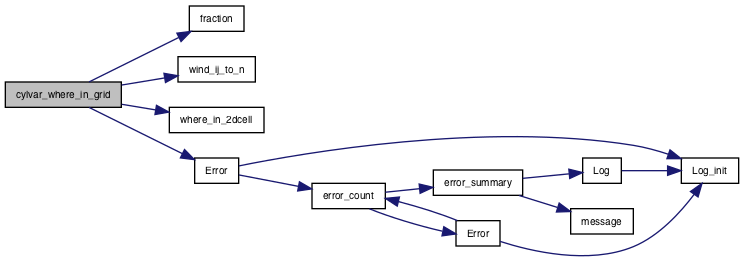 fraction
wind_ij_to_n
cylvar_where_in_grid
where_in_2dcell
Error
error_count
error_summary
Log
Log_init
message
Error